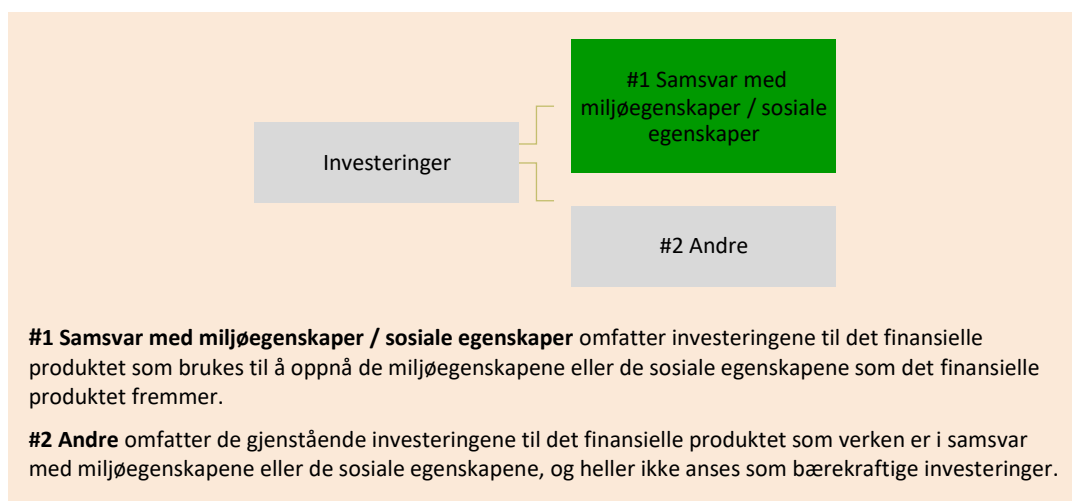 #1 Samsvar med
miljøegenskaper / sosiale
egenskaper
Investeringer
#2 Andre
#1 Samsvar med miljøegenskaper / sosiale egenskaper omfatter investeringene til det finansielle
produktet som brukes til å oppnå de miljøegenskapene eller de sosiale egenskapene som det finansielle
produktet fremmer.
#2 Andre omfatter de gjenstående investeringene til det finansielle produktet som verken er i samsvar
med miljøegenskapene eller de sosiale egenskapene, og heller ikke anses som bærekraftige investeringer.